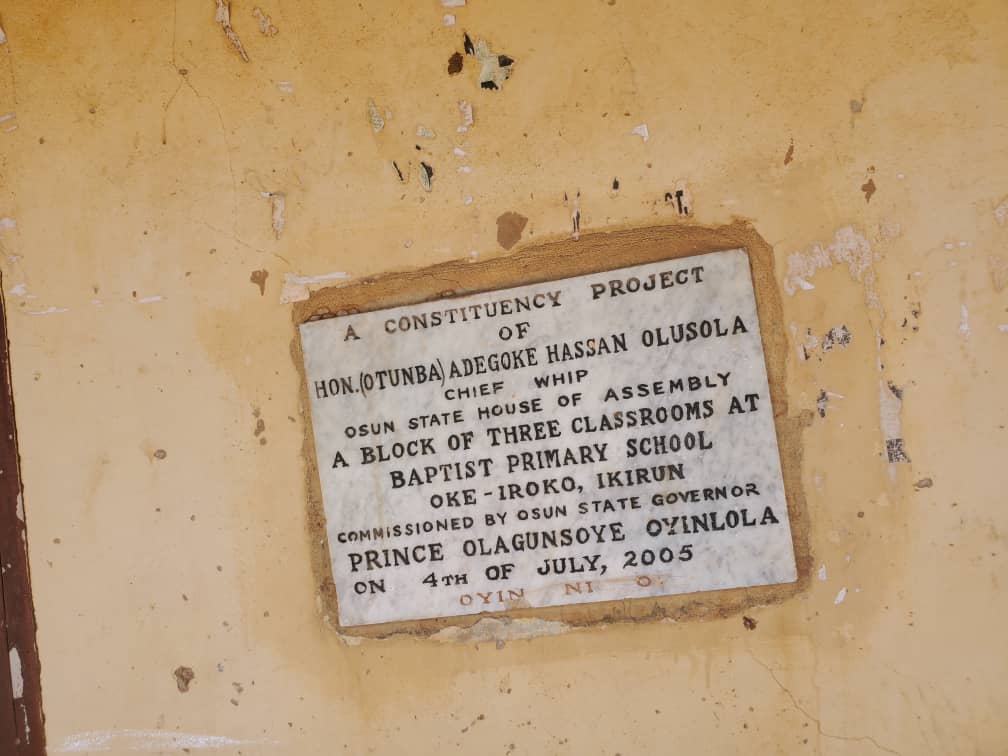 A CONSTITUENCY PROJECT
OF
HON.(OTUNBA) ADEGOKE HASSAN OLUSOLA
CHIEF WHIP
OSUN STATE HOUSE OF ASSEMBLY
A BLOCK OF THREE CLASSROOMS AT
BAPTIST PRIMARY SCHOOL
OKE-IROKO, IKIRUN
COMMISSIONED BY OSUN STATE GOVERNOR
PRINCE OLAGUNSOYE OYINLOLA
ON 4TH OF JULY, 2005
OYIN NI O.